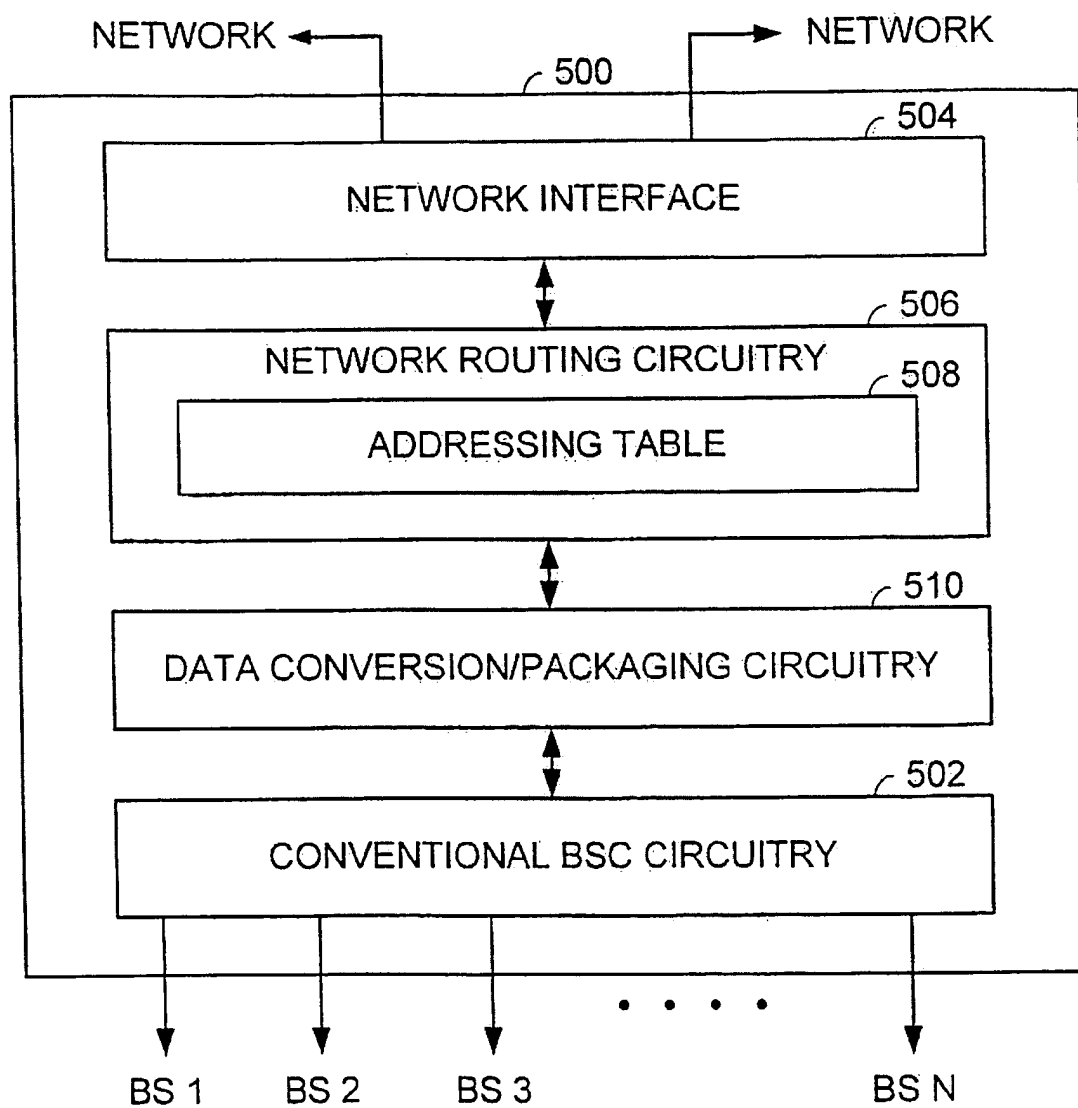 NETWORK
NETWORK
500
504
NETWORK INTERFACE
506
NETWORK ROUTING CIRCUITRY
508
ADDRESSING TABLE
510
DATA CONVERSION/PACKAGING CIRCUITRY
502
CONVENTIONAL BSC CIRCUITRY
BS 1
BS 2
BS 3
BS N